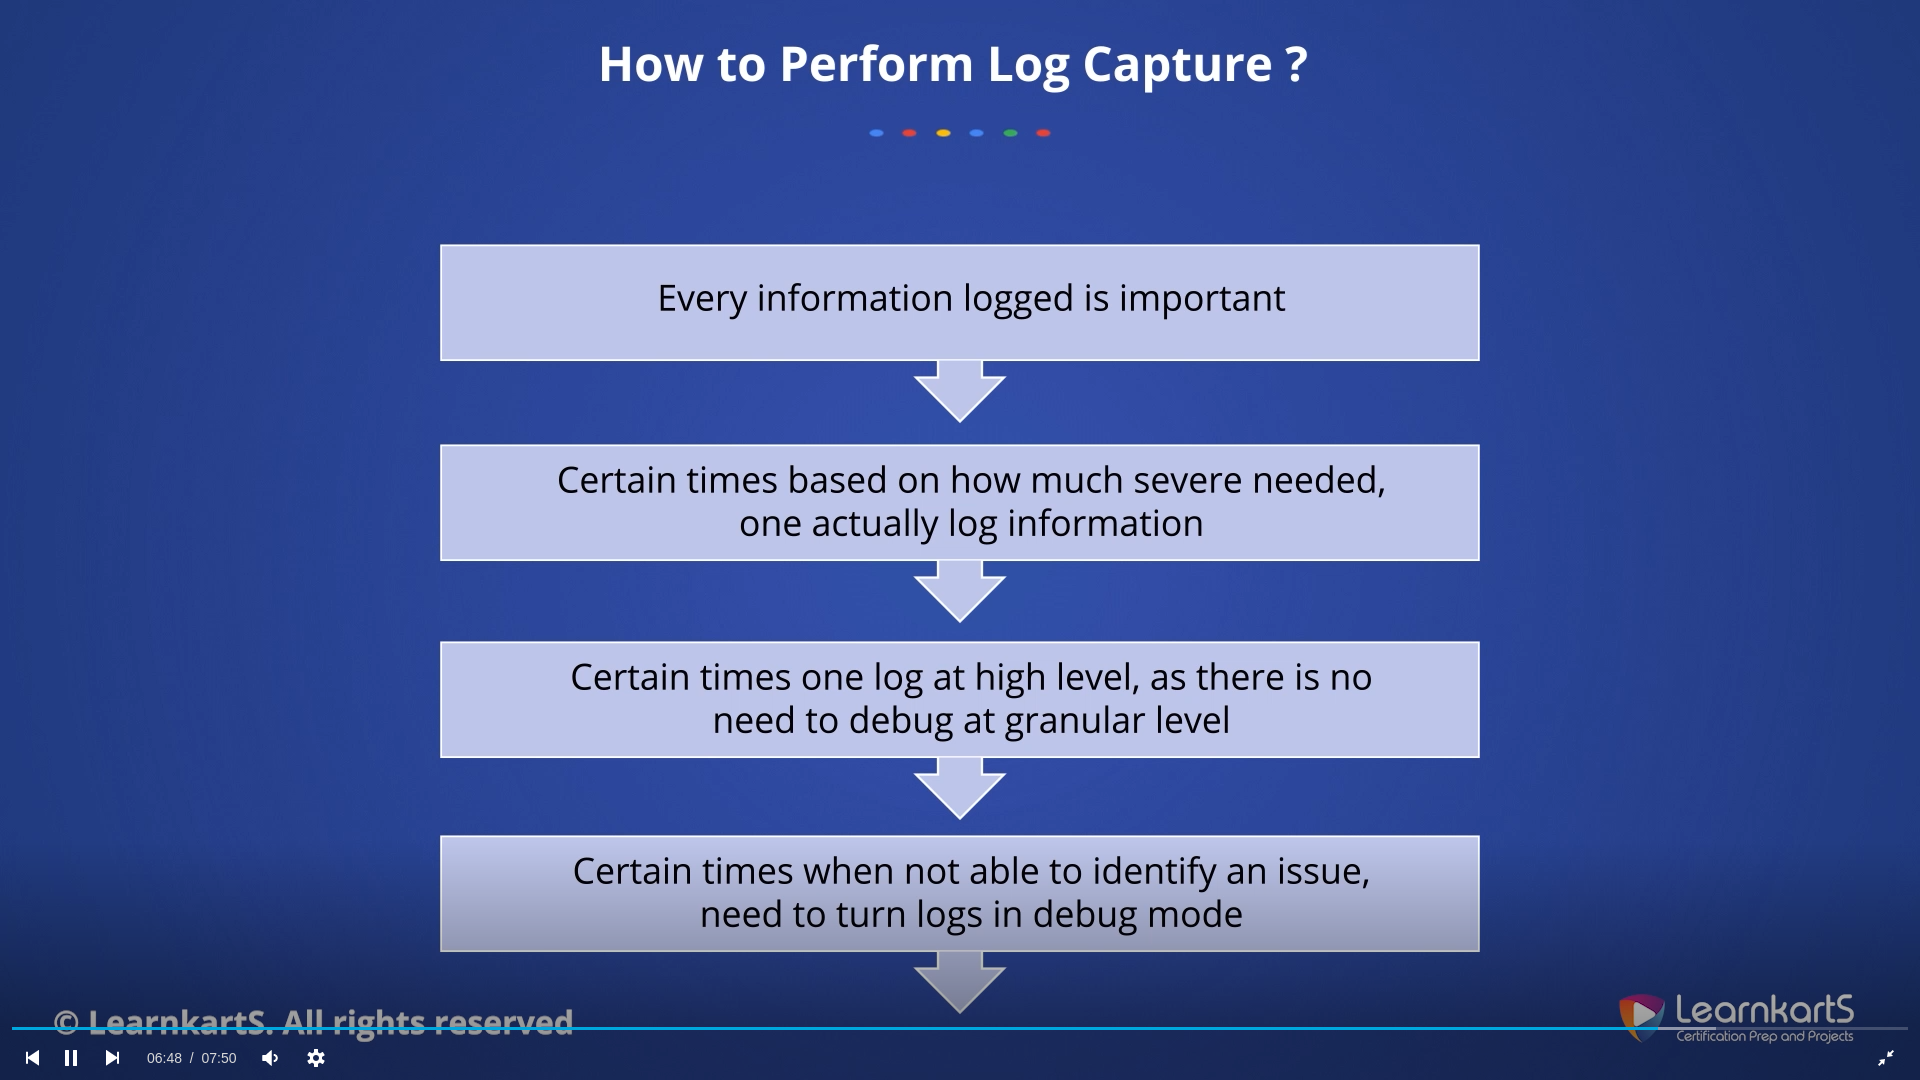 How to Perform Log Capture ?
Every information logged is important
Certain times based on how much severe needed,
one actually log information
Certain times one log at high level, as there is no
need to debug at granular level
Certain times when not able to identify an issue,
need to turn logs in debug mode
© LearnkartS. All rights reserved
LearnkartS
Certification Prep and Projects
06:48 / 07:50